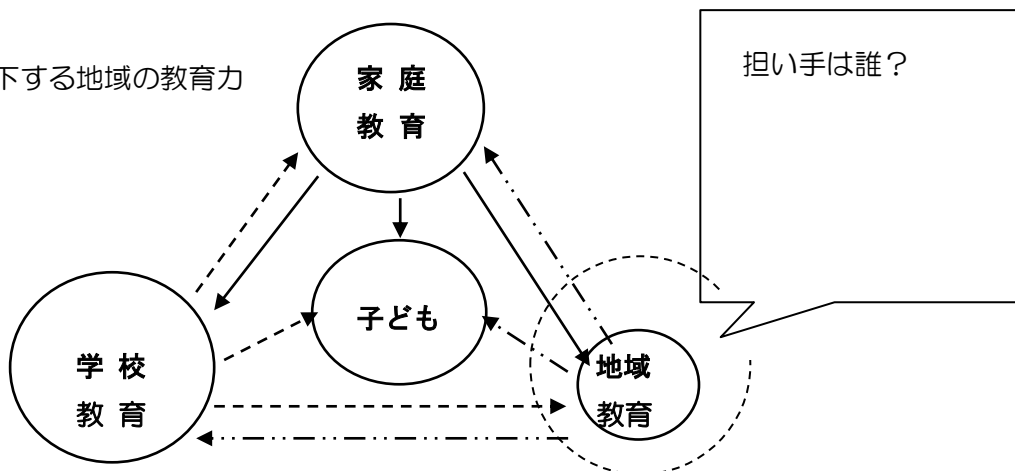 下する地域の教育力
家 庭
教 育
担い手は誰？
子ども
学 校
教 育
地域
教育